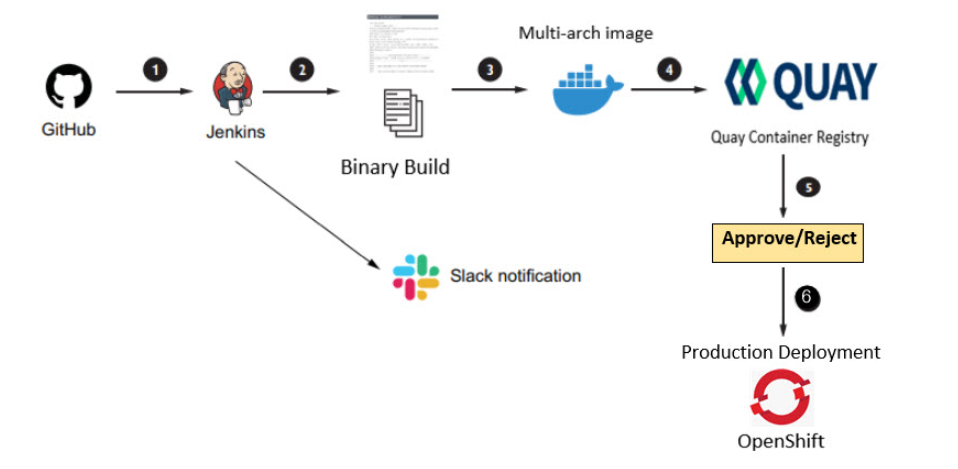 Multi-arch image
1
2
3
4
QUAY
GitHub
Jenkins
Quay Container Registry
Binary Build
5
Approve/Reject
Slack notification
6
Production Deployment
OpenShift